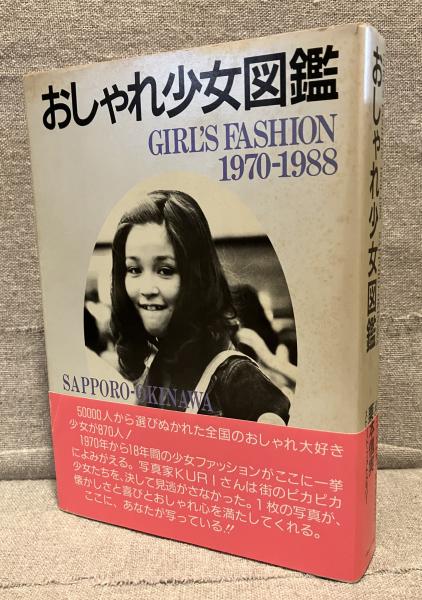 おしゃれ少女図鑑
GIRL'S FASHION
1970-1988
SAPPORO-OKINAWA
50000人から選びぬかれた全国のおしゃれ大好き
少女が870人!
1970年から18年間の少女ファッションがここに一挙
によみがえる。写真家KURIさんは街のピカピカ
少女たちを、決して見逃がさなかった。1枚の写真が、
懐かしさと喜びとおしゃれ心を満たしてくれる。
ここに、あなたが写っている!!
おしゃれ少女図鑑